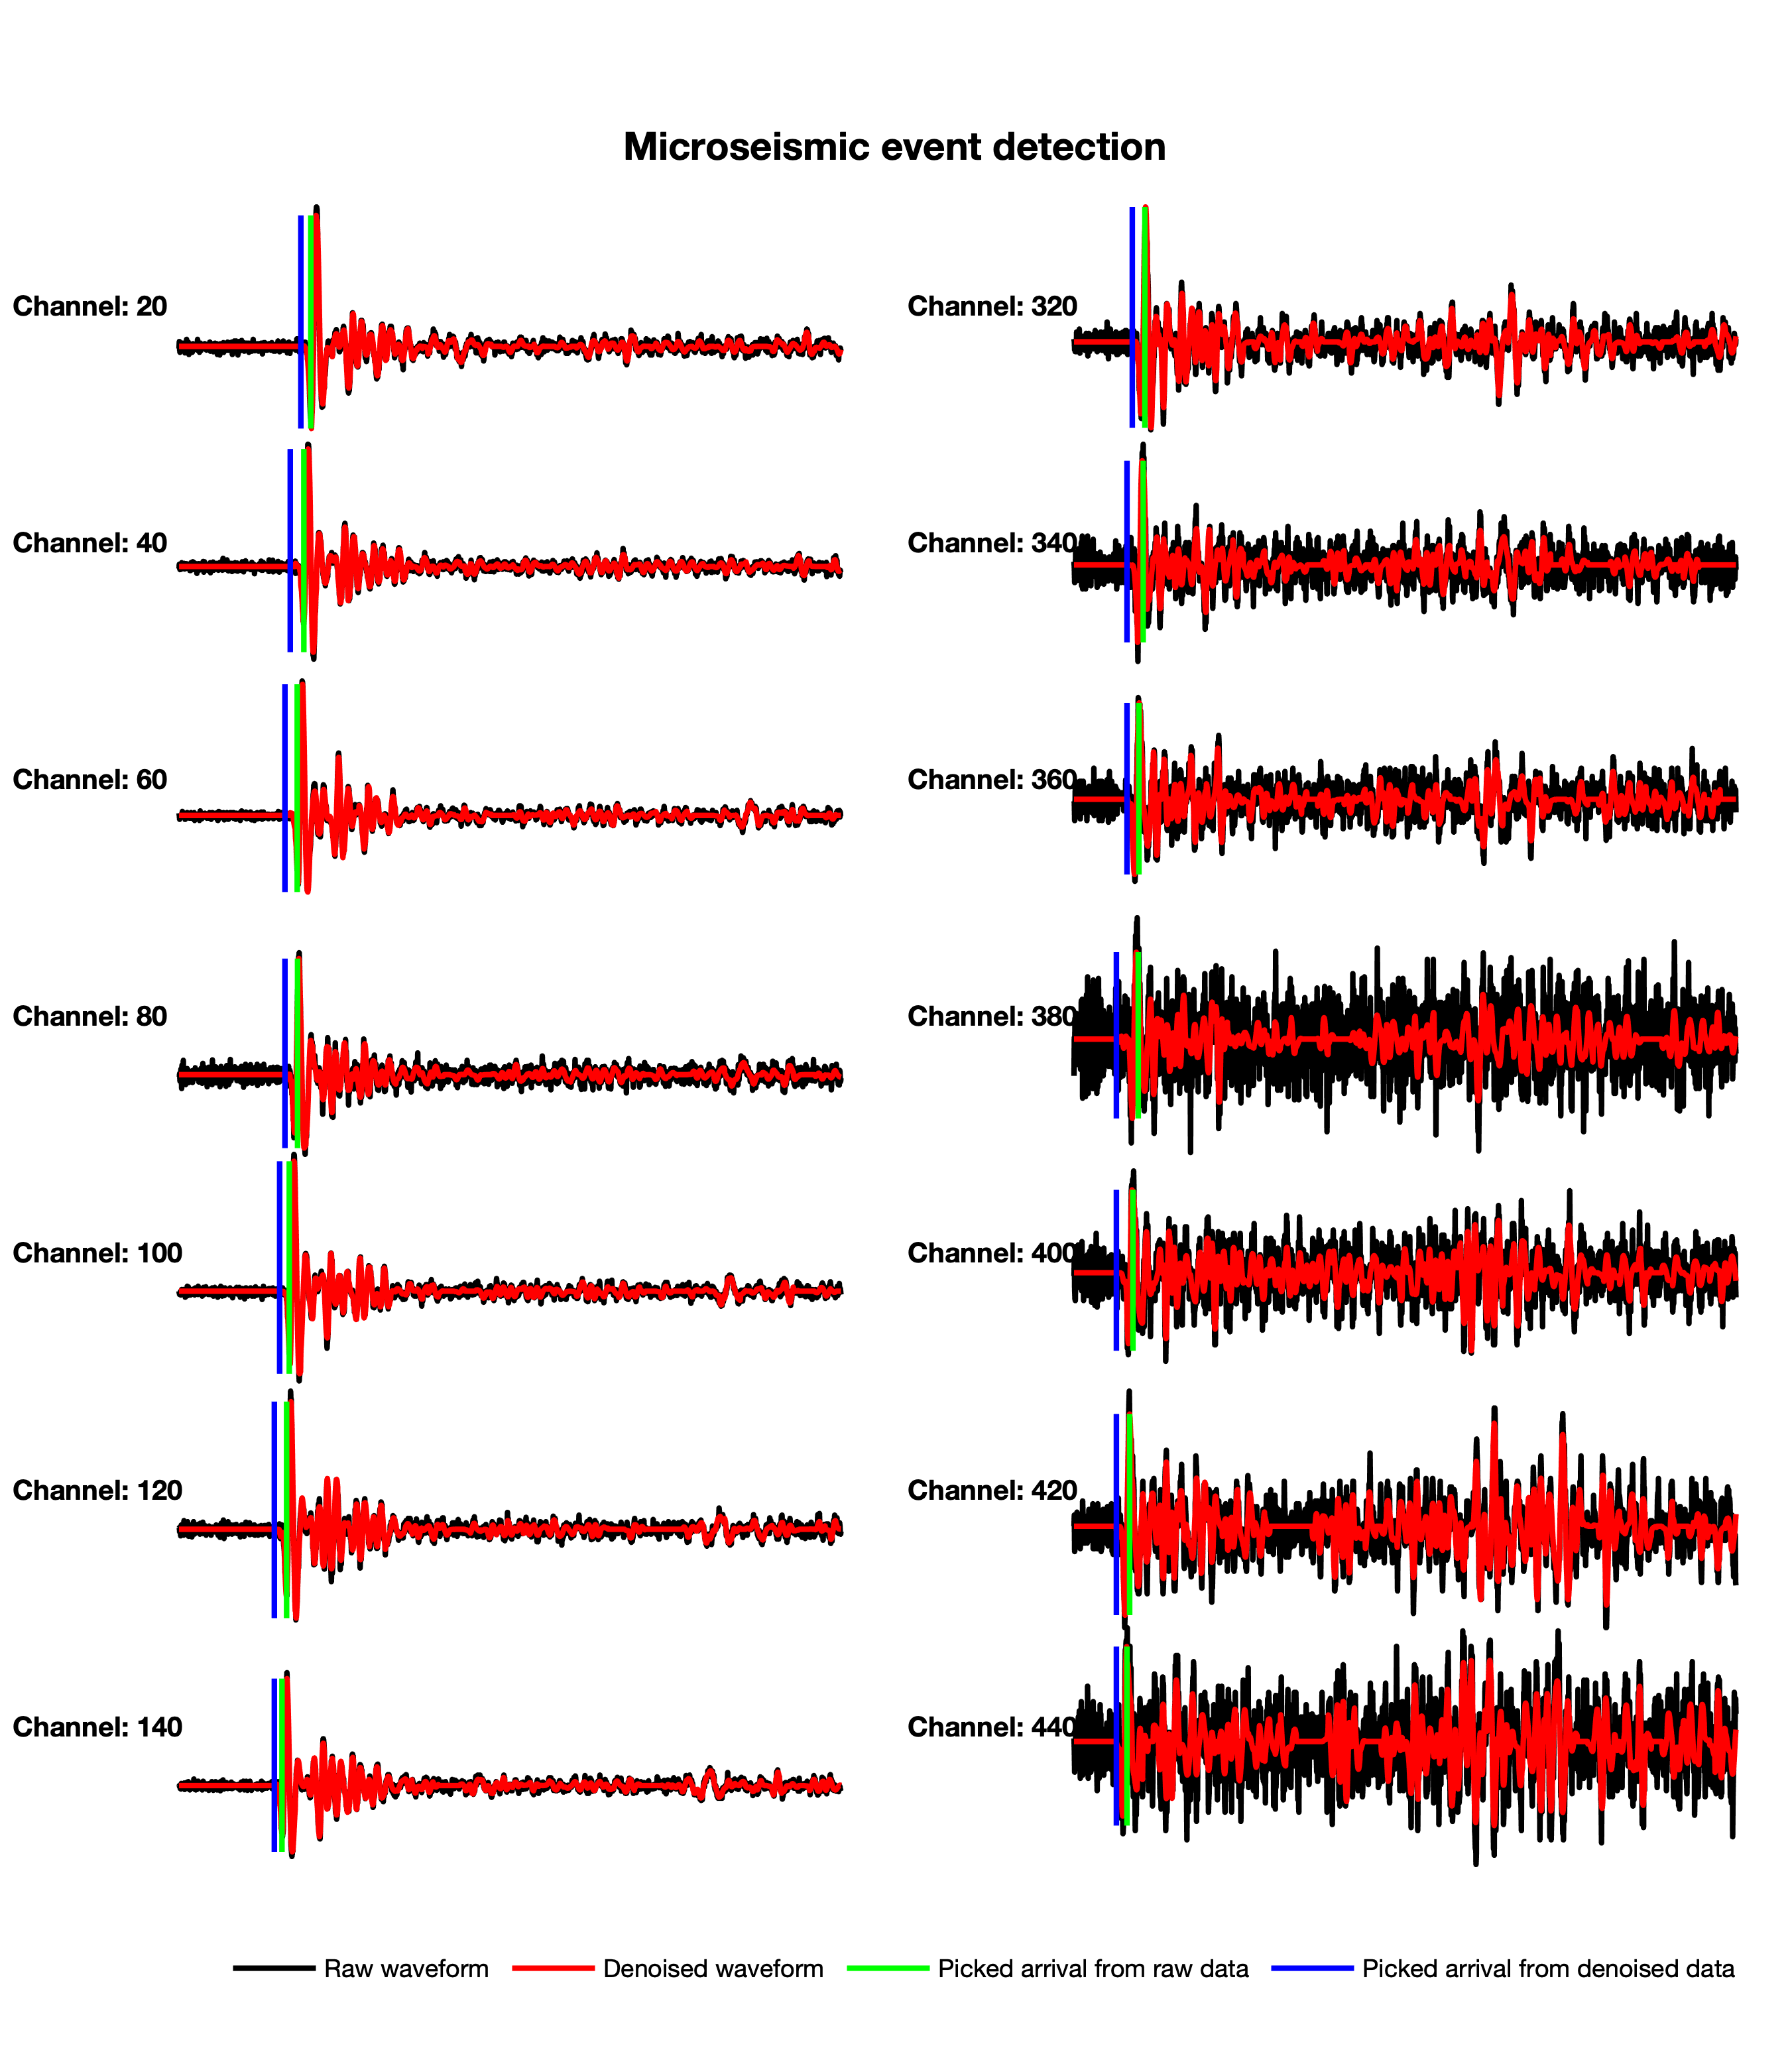 Microseismic event detection
Channel: 20
Channel: 40
Channel: 60
Channel: 80
Channel: 100
Channel: 120
Channel: 140
Channel: 320
Channel: 340
Channel: 360
Channel: 380
Channel: 400
Channel: 420
Channel: 440
Raw waveform Denoised waveform Picked arrival from raw data Picked arrival from denoised data